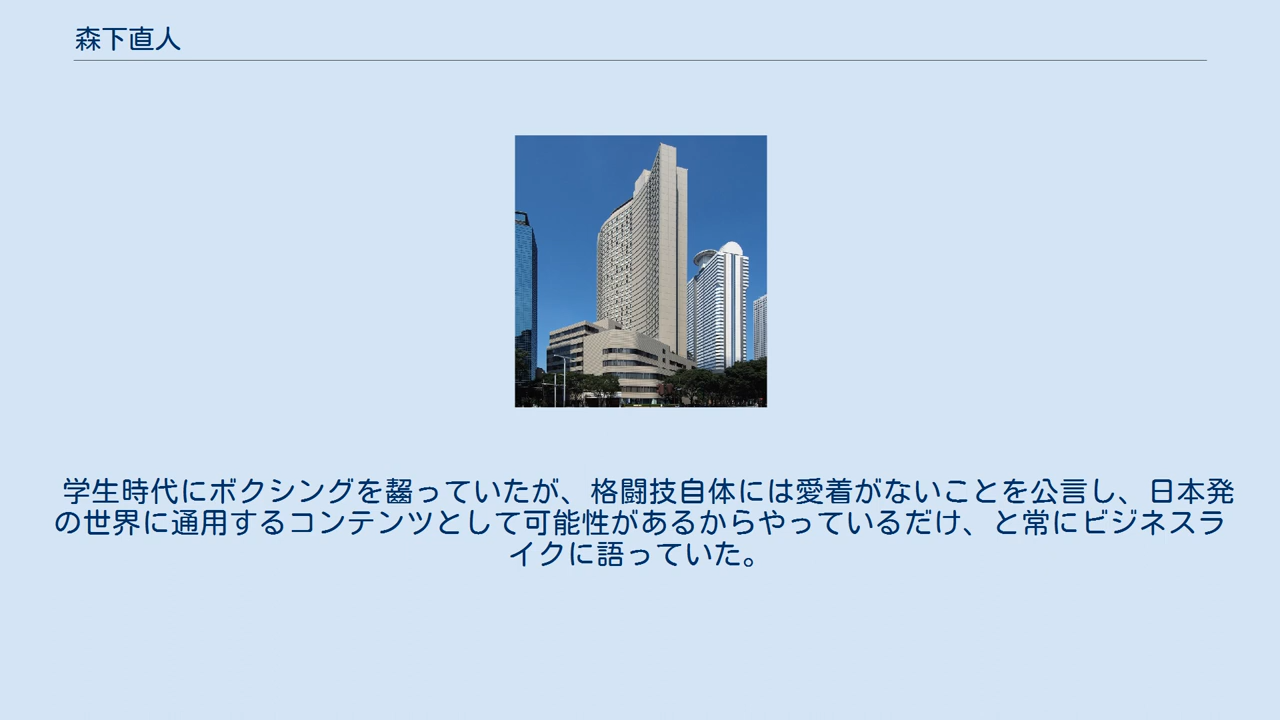 森下直人
学生時代にボクシングを齧っていたが、格闘技自体には愛着がないことを公言し、日本発
の世界に通用するコンテンツとして可能性があるからやっているだけ、と常にビジネスラ
イクに語っていた。